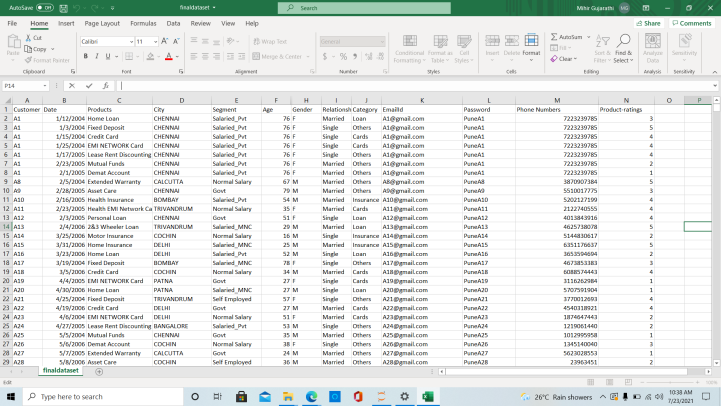 AutoSave Off finaldataset Search Mihir Gujarathi MG
File Home Insert Page Layout Formulas Data Review View Help Share Comments
Cut
Copy
Format Painter
Paste
Calibri 11
B I U
Wrap Text
Merge & Center
General
Conditional Formatting Format as Table Cell Styles
Insert Delete Format
AutoSum
Fill
Clear
Sort & Filter Find & Select
Analyze Data
Sensitivity
Clipboard Font Alignment Number Styles Cells Editing Analysis Sensitivity
P14 fx
A B C D E F G H I J K L M N O P
1 Customer Date Products City Segment Age Gender Relationsh Category EmailId Password Phone Numbers Product-ratings
2 A1 1/12/2004 Home Loan CHENNAI Salaried_Pvt 76 F Married Loan A1@gmail.com PuneA1 7223239785 3
3 A1 1/3/2004 Fixed Deposit CHENNAI Salaried_Pvt 76 F Single Others A1@gmail.com PuneA1 7223239785 5
4 A1 1/15/2004 Credit Card CHENNAI Salaried_Pvt 76 F Single Cards A1@gmail.com PuneA1 7223239785 4
5 A1 1/25/2005 EMI NETWORK Card CHENNAI Salaried_Pvt 76 F Married Cards A1@gmail.com PuneA1 7223239785 4
6 A1 1/17/2005 Lease Rent Discounting CHENNAI Salaried_Pvt 76 F Single Others A1@gmail.com PuneA1 7223239785 4
7 A1 2/23/2005 Mutual Funds CHENNAI Salaried_Pvt 76 F Married Others A1@gmail.com PuneA1 7223239785 2
8 A1 2/1/2005 Demat Account CHENNAI Salaried_Pvt 76 F Married Others A1@gmail.com PuneA1 7223239785 1
9 A8 2/5/2004 Extended Warranty CALCUTTA Normal Salary 67 M Married Others A8@gmail.com PuneA8 3870907384 5
10 A9 2/28/2005 Asset Care CHENNAI Govt 79 M Married Others A9@gmail.com PuneA9 5510017775 3
11 A10 2/16/2005 Health Insurance BOMBAY Salaried_Pvt 54 M Married Insurance A10@gmail.com PuneA10 5202127199 4
12 A11 2/23/2005 Health EMI Network Ca TRIVANDRUM Normal Salary 35 F Married Cards A11@gmail.com PuneA11 2122740555 4
13 A12 2/3/2005 Personal Loan CHENNAI Govt 51 F Single Loan A12@gmail.com PuneA12 4013843916 4
14 A13 2/4/2006 2&3 Wheeler Loan TRIVANDRUM Salaried_MNC 29 M Married Loan A13@gmail.com PuneA13 4625738078 5
15 A14 3/25/2006 Motor Insurance COCHIN Normal Salary 16 M Single Insurance A14@gmail.com PuneA14 5144830617 2
16 A15 3/31/2006 Home Insurance DELHI Salaried_MNC 25 M Married Insurance A15@gmail.com PuneA15 6351176637 5
17 A16 3/23/2006 Home Loan DELHI Salaried_Pvt 52 M Single Loan A16@gmail.com PuneA16 3653594694 2
18 A17 3/19/2004 Fixed Deposit BOMBAY Salaried_MNC 78 F Married Others A17@gmail.com PuneA17 4673853383 3
19 A18 3/5/2006 Credit Card COCHIN Normal Salary 34 M Married Cards A18@gmail.com PuneA18 6088574443 4
20 A19 4/4/2005 EMI NETWORK Card PATNA Govt 27 F Single Cards A19@gmail.com PuneA19 3116262984 1
21 A20 4/30/2006 Home Loan PATNA Salaried_MNC 27 M Single Loan A20@gmail.com PuneA20 5707591904 1
22 A21 4/25/2004 Fixed Deposit TRIVANDRUM Self Employed 57 F Single Others A21@gmail.com PuneA21 3770012693 4
23 A22 4/19/2006 Credit Card DELHI Govt 27 M Married Cards A22@gmail.com PuneA22 4540318921 4
24 A23 4/6/2004 EMI NETWORK Card DELHI Normal Salary 51 F Married Cards A23@gmail.com PuneA23 1874647443 2
25 A24 4/27/2005 Lease Rent Discounting BANGALORE Salaried_Pvt 53 M Single Others A24@gmail.com PuneA24 1219061440 2
26 A25 5/5/2004 Mutual Funds CHENNAI Govt 35 M Married Others A25@gmail.com PuneA25 1012995958 1
27 A26 5/6/2006 Demat Account COCHIN Normal Salary 38 F Single Others A26@gmail.com PuneA26 1345140040 3
28 A27 5/7/2006 Extended Warranty CALCUTTA Govt 24 M Married Others A27@gmail.com PuneA27 5623028553 1
29 A28 5/8/2006 Asset Care COCHIN Self Employed 36 M Married Others A28@gmail.com PuneA28 23963451 2
finaldataset
Edit 100%
Type here to search 26°C Rain showers 10:38 AM
7/23/2021